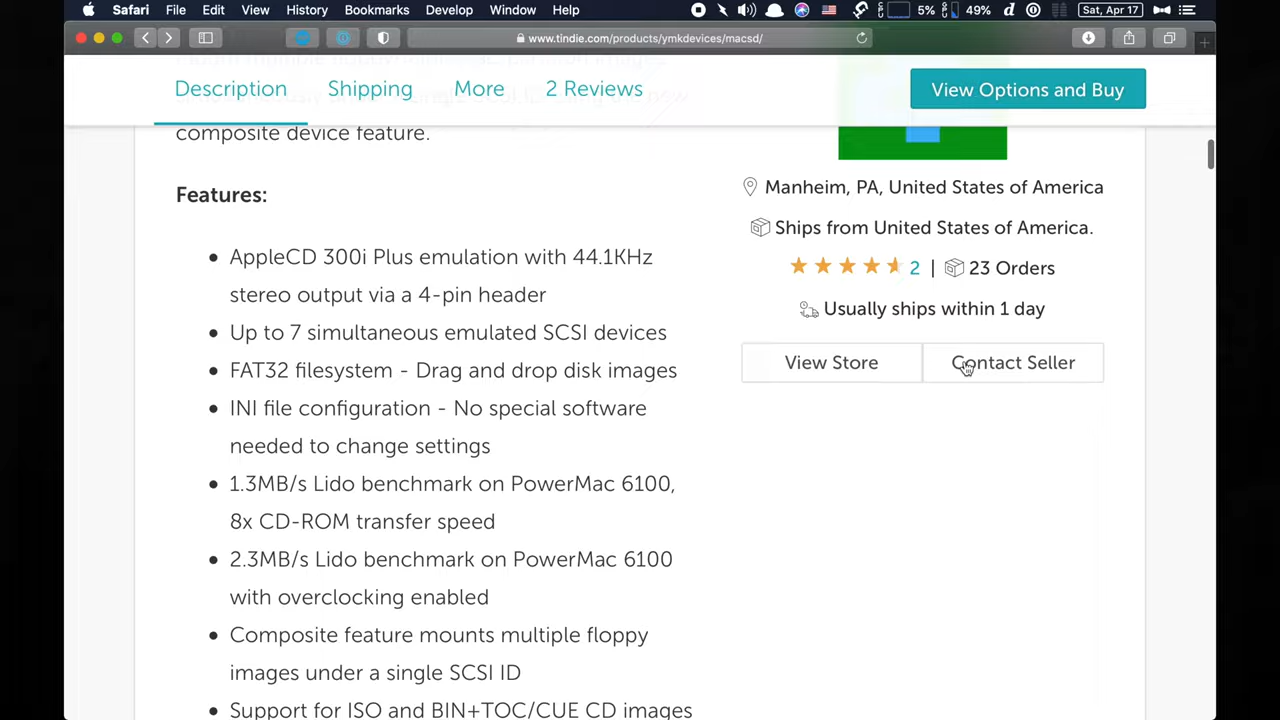 Safari File Edit View History Bookmarks Develop Window Help 5% 49% Sat, Apr 17
www.tindie.com/products/ymkdevices/macsd/
Description Shipping More 2 Reviews View Options and Buy
composite device feature.
Features:
• AppleCD 300i Plus emulation with 44.1KHz
stereo output via a 4-pin header
• Up to 7 simultaneous emulated SCSI devices
• FAT32 filesystem - Drag and drop disk images
• INI file configuration - No special software
needed to change settings
• 1.3MB/s Lido benchmark on PowerMac 6100,
8x CD-ROM transfer speed
• 2.3MB/s Lido benchmark on PowerMac 6100
with overclocking enabled
• Composite feature mounts multiple floppy
images under a single SCSI ID
• Support for ISO and BIN+TOC/CUE CD images
Manheim, PA, United States of America
Ships from United States of America.
2 | 23 Orders
Usually ships within 1 day
View Store Contact Seller